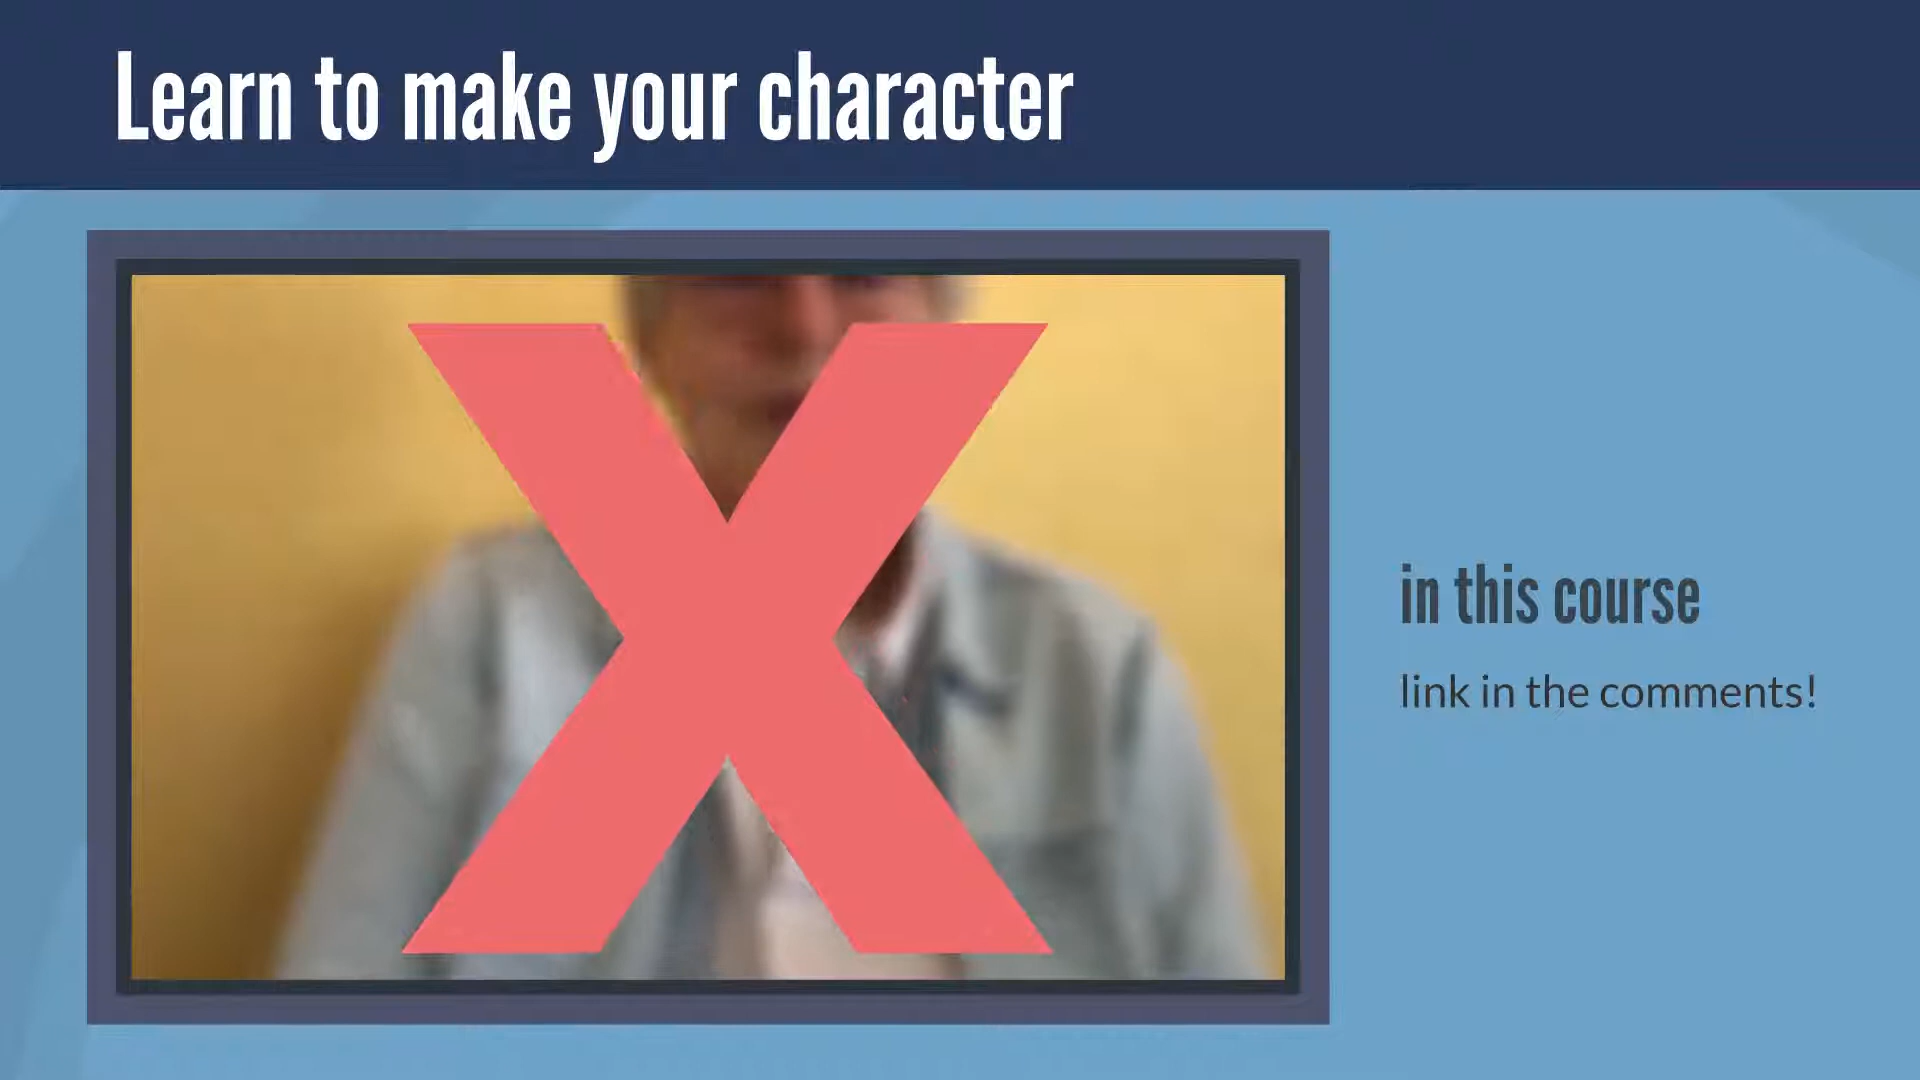 Learn to make your character
X
in this course
link in the comments!